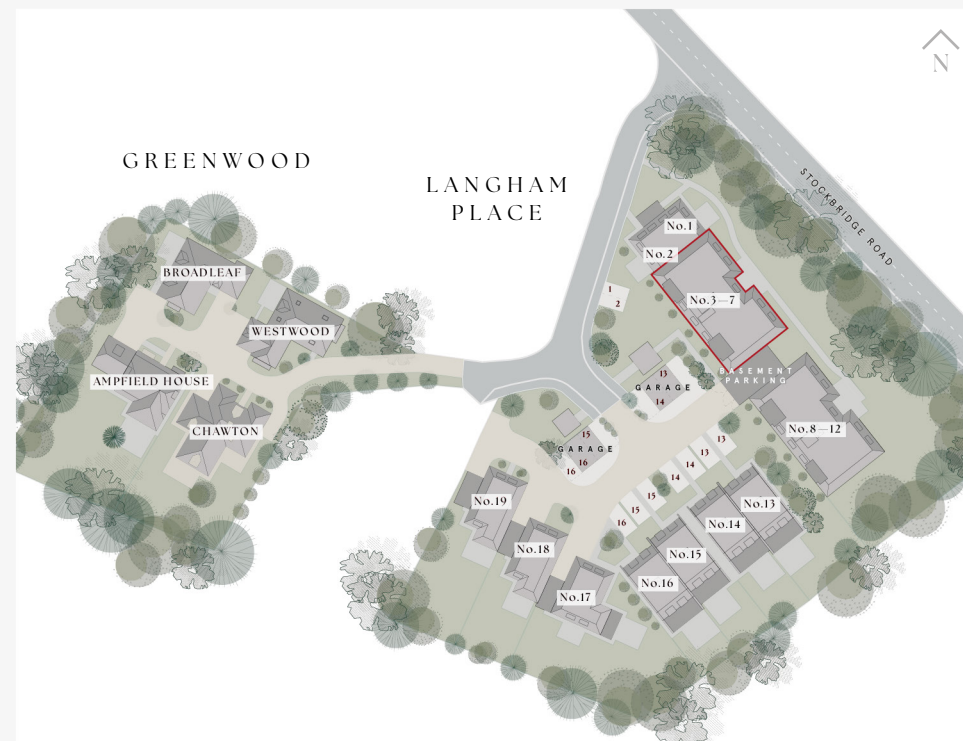 N
GREENWOOD
LANGHAM
PLACE
STOCKBRIDGE ROAD
No.1
No.2
No.3—7
BROADLEAF
WESTWOOD
AMPFIELD HOUSE
CHAWTON
1
2
13
GARAGE
14
BASEMENT
PARKING
No.8—12
15
GARAGE
16
16
13
13
14
14
15
15
16
No.19
No.18
No.17
No.16
No.15
No.14
No.13